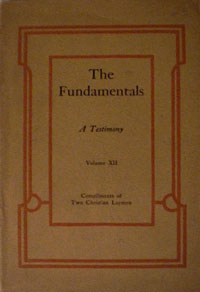 The
Fundamentals
A Testimony
Volume XII
Compliments of
Two Christian Laymen